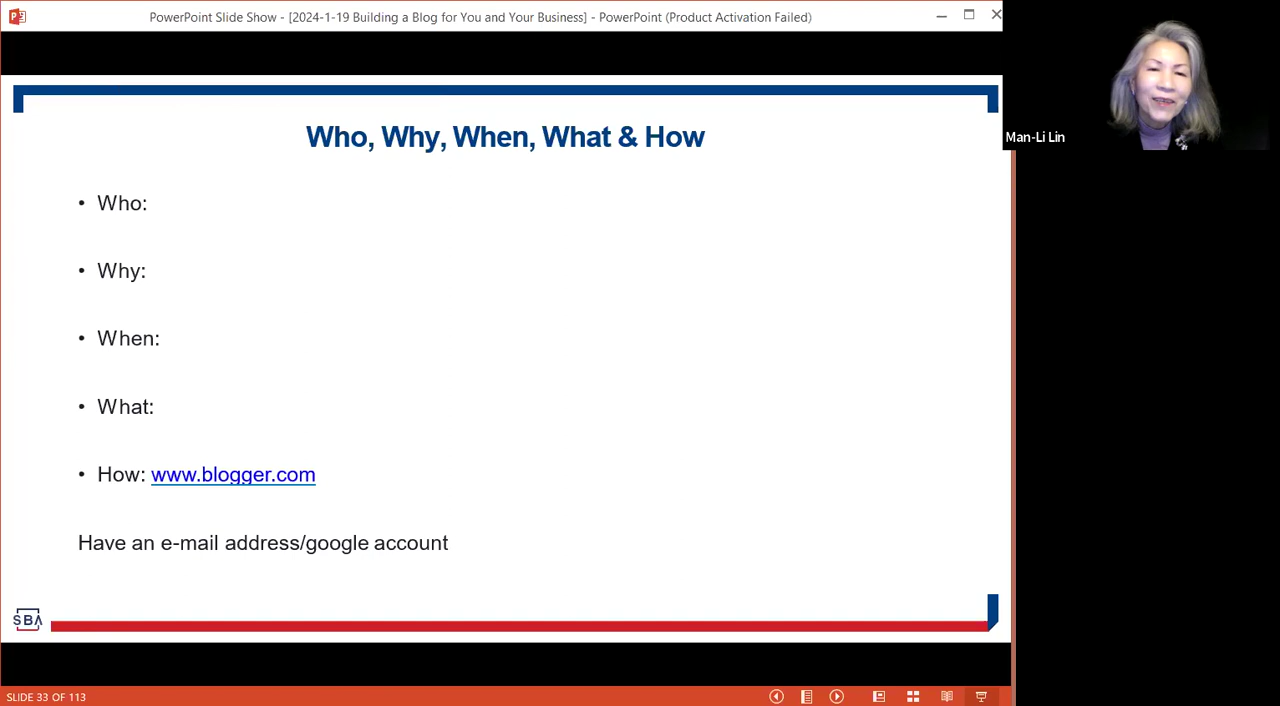 PowerPoint Slide Show - [2024-1-19 Building a Blog for You and Your Business] - PowerPoint (Product Activation Failed)
Man-Li Lin
Who, Why, When, What & How
• Who:
• Why:
• When:
• What:
• How: www.blogger.com
Have an e-mail address/google account
SBA
SLIDE 33 OF 113